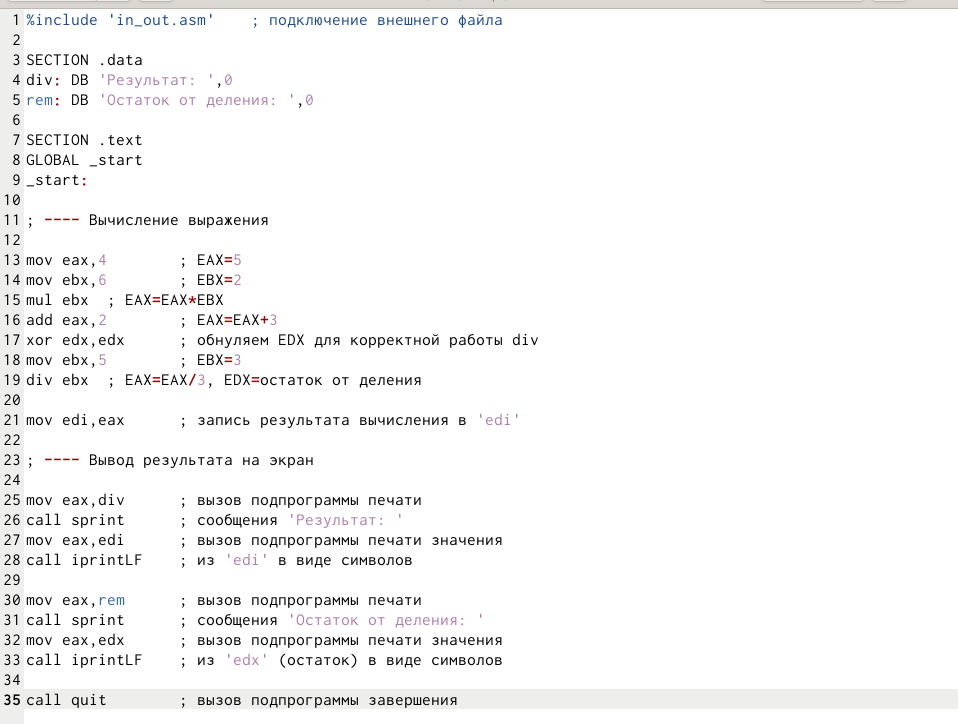 1 %include 'in_out.asm'    ; подключение внешнего файла
2
3 SECTION .data
4 div: DB 'Результат: ',0
5 rem: DB 'Остаток от деления: ',0
6
7 SECTION .text
8 GLOBAL _start
9 _start:
10
11 ; ---- Вычисление выражения
12
13 mov eax,4        ; EAX=5
14 mov ebx,6        ; EBX=2
15 mul ebx  ; EAX=EAX*EBX
16 add eax,2        ; EAX=EAX+3
17 xor edx,edx      ; обнуляем EDX для корректной работы div
18 mov ebx,5        ; EBX=3
19 div ebx  ; EAX=EAX/3, EDX=остаток от деления
20
21 mov edi,eax      ; запись результата вычисления в 'edi'
22
23 ; ---- Вывод результата на экран
24
25 mov eax,div      ; вызов подпрограммы печати
26 call sprint      ; сообщения 'Результат: '
27 mov eax,edi      ; вызов подпрограммы печати значения
28 call iprintLF    ; из 'edi' в виде символов
29
30 mov eax,rem      ; вызов подпрограммы печати
31 call sprint      ; сообщения 'Остаток от деления: '
32 mov eax,edx      ; вызов подпрограммы печати значения
33 call iprintLF    ; из 'edx' (остаток) в виде символов
34
35 call quit        ; вызов подпрограммы завершения